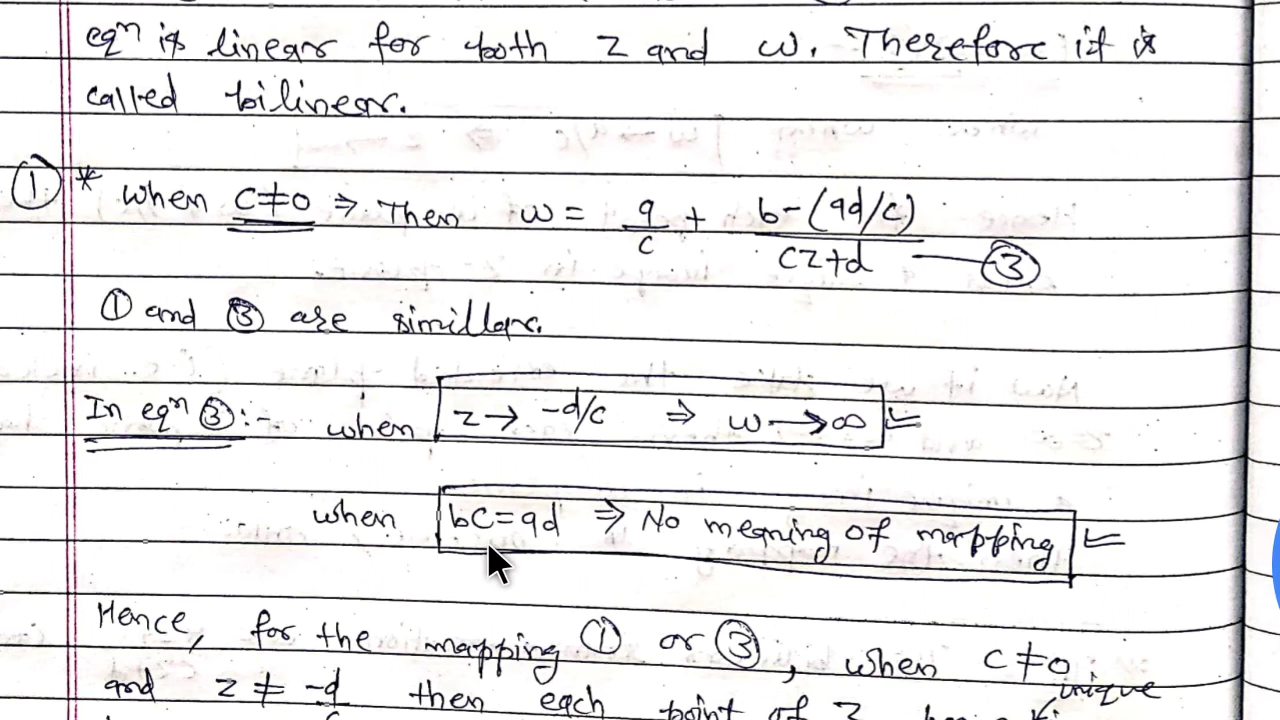 eqⁿ is linear for both z and ω. Therefore it is
called bilinear.
① * when c≠0 ⇒ Then ω = a/c + (b-(ad/c))/(cz+d) —③
① and ③ are simillar.
In eqⁿ ③:- when z→ -d/c ⇒ ω→∞
when bc=ad ⇒ No meaning of mapping
Hence, for the mapping ① or ③, when c≠0
unique
and z ≠ -d/c then each point of z